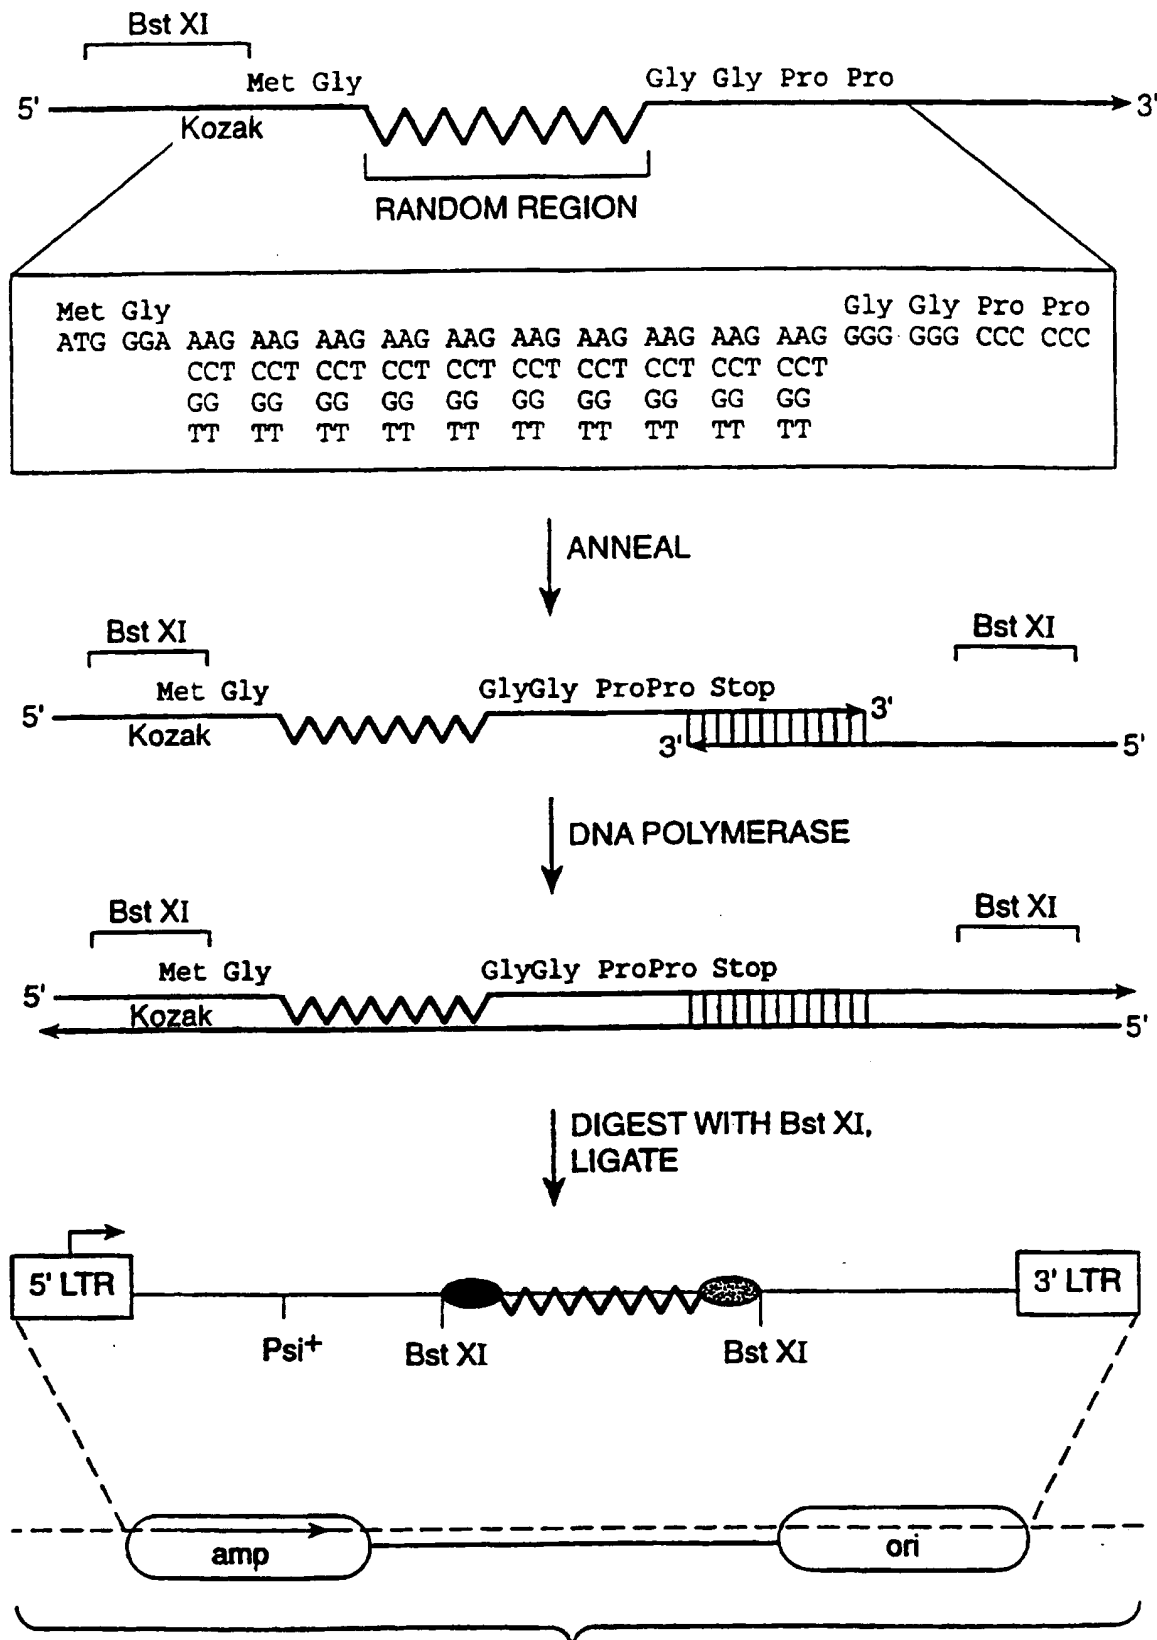 Bst XI
Met Gly
Gly Gly Pro Pro
5'
3'
Kozak
RANDOM REGION
Met Gly
Gly Gly Pro Pro
ATG GGA AAG AAG AAG AAG AAG AAG AAG AAG AAG AAG GGG GGG CCC CCC
CCT CCT CCT CCT CCT CCT CCT CCT CCT CCT
GG GG GG GG GG GG GG GG GG GG
TT TT TT TT TT TT TT TT TT TT
ANNEAL
Bst XI
Bst XI
Met Gly
GlyGly ProPro Stop
5'
3'
Kozak
3'
5'
DNA POLYMERASE
Bst XI
Bst XI
Met Gly
GlyGly ProPro Stop
5'
Kozak
5'
DIGEST WITH Bst XI,
LIGATE
5' LTR
3' LTR
Psi+
Bst XI
Bst XI
amp
ori